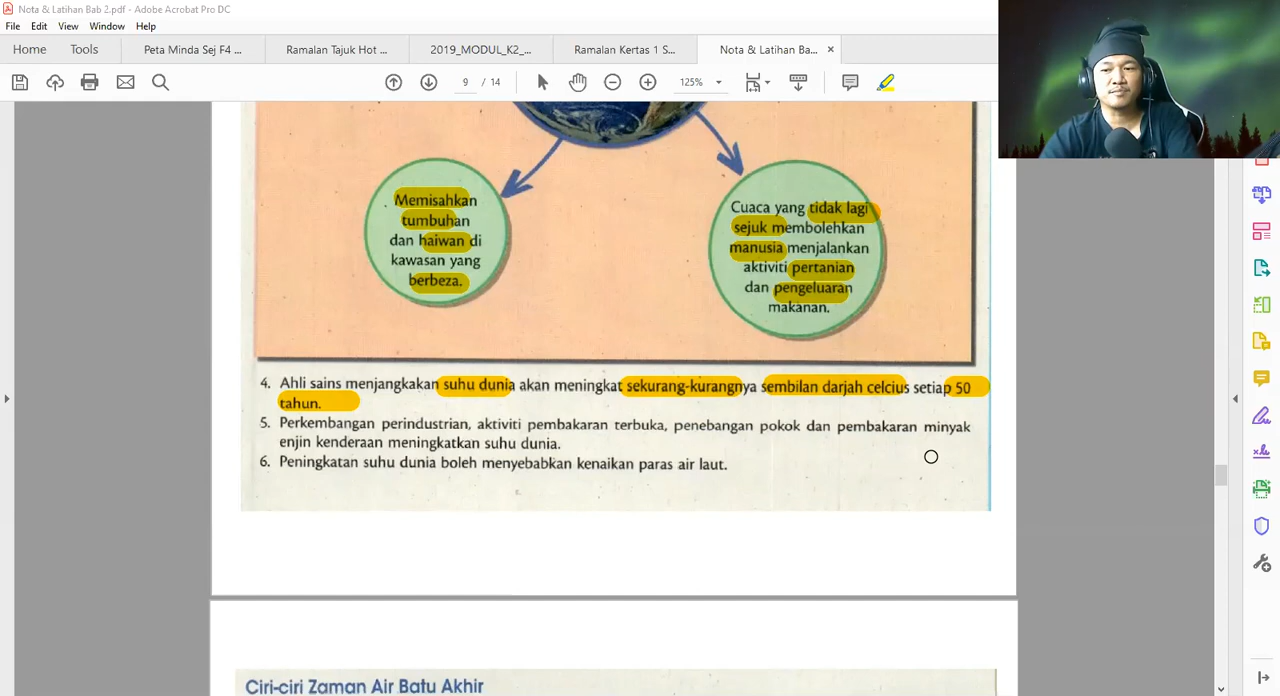 Nota & Latihan Bab 2.pdf - Adobe Acrobat Pro DC
File Edit View Window Help
Home Tools Peta Minda Sej F4 ... Ramalan Tajuk Hot ... 2019_MODUL_K2_... Ramalan Kertas 1 S... Nota & Latihan Ba... ×
9 / 14 125%
Memisahkan
tumbuhan
dan haiwan di
kawasan yang
berbeza.
Cuaca yang tidak lagi
sejuk membolehkan
manusia menjalankan
aktiviti pertanian
dan pengeluaran
makanan.
4. Ahli sains menjangkakan suhu dunia akan meningkat sekurang-kurangnya sembilan darjah celcius setiap 50
tahun.
5. Perkembangan perindustrian, aktiviti pembakaran terbuka, penebangan pokok dan pembakaran minyak
enjin kenderaan meningkatkan suhu dunia.
6. Peningkatan suhu dunia boleh menyebabkan kenaikan paras air laut.
Ciri-ciri Zaman Air Batu Akhir